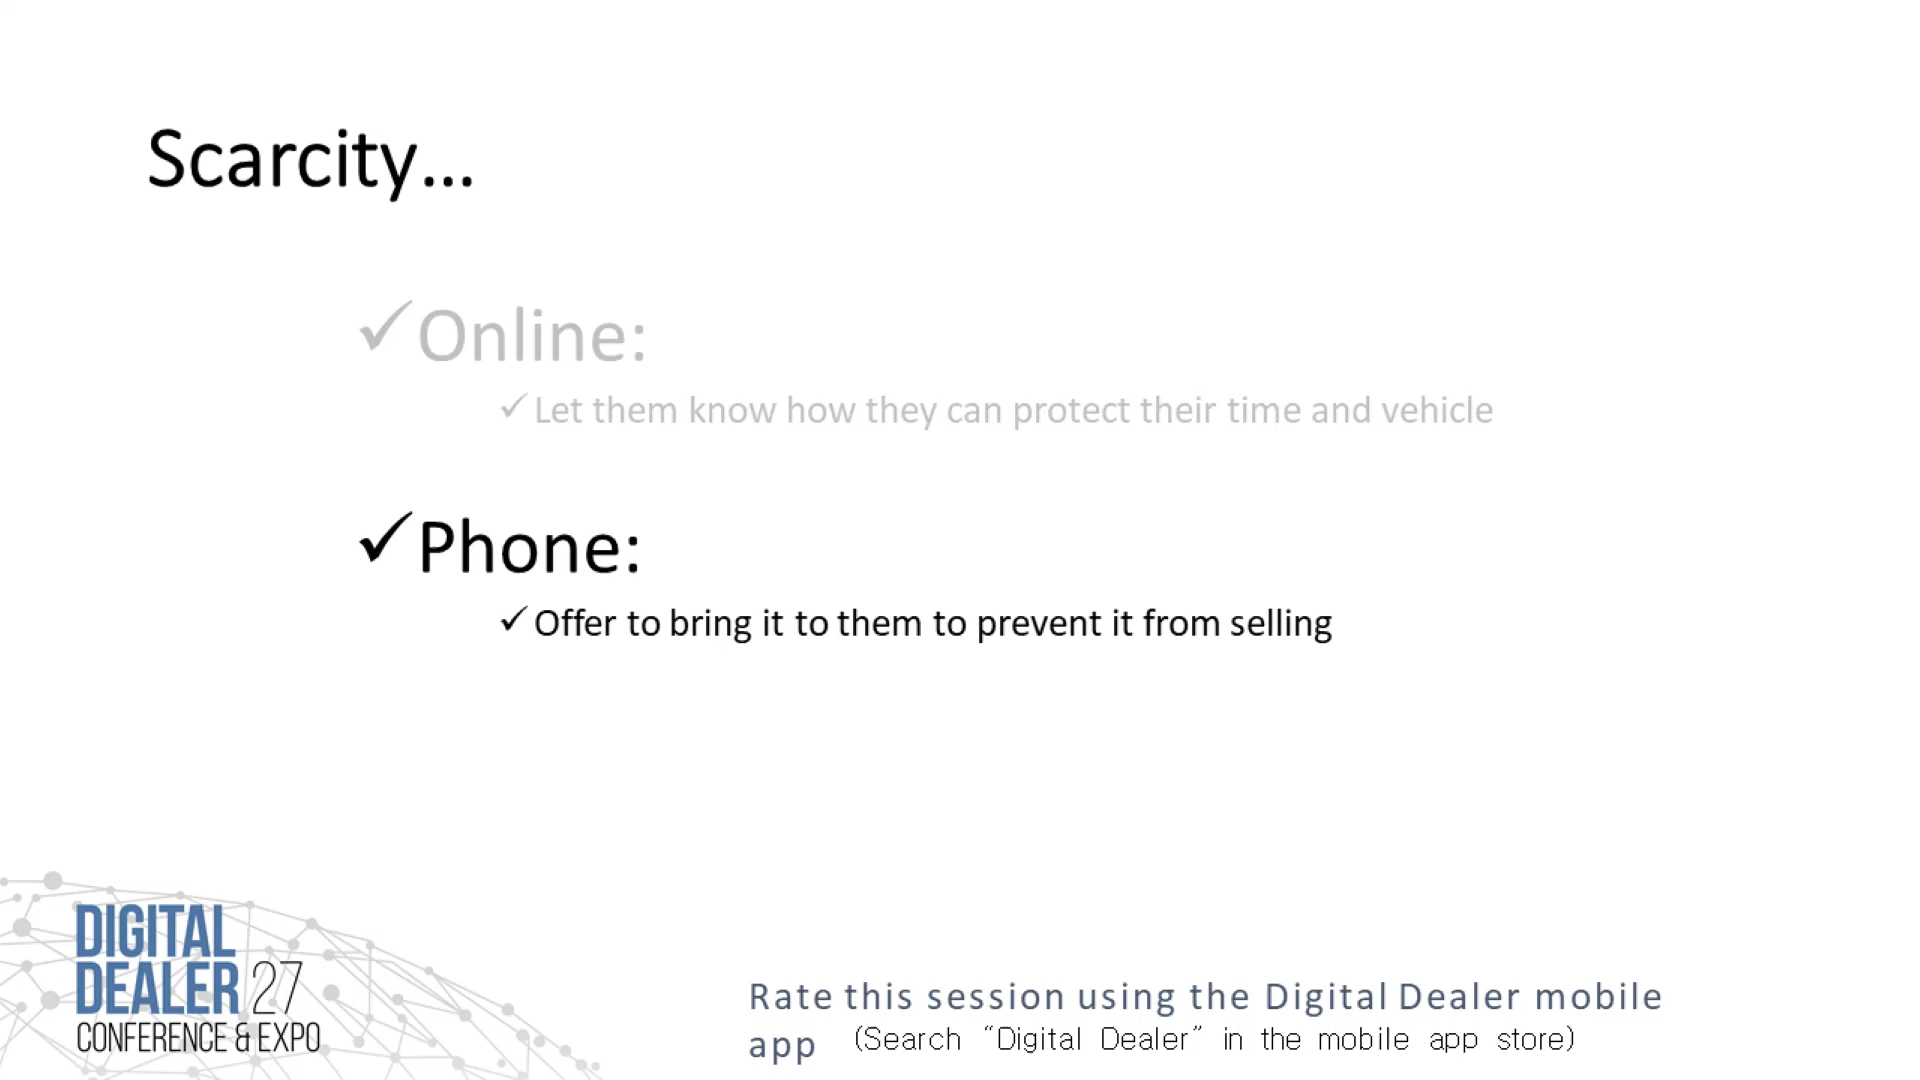 Scarcity...
✓Online:
✓Let them know how they can protect their time and vehicle
✓Phone:
✓Offer to bring it to them to prevent it from selling
DIGITAL
DEALER 27
CONFERENCE & EXPO
Rate this session using the Digital Dealer mobile
app (Search “Digital Dealer” in the mobile app store)